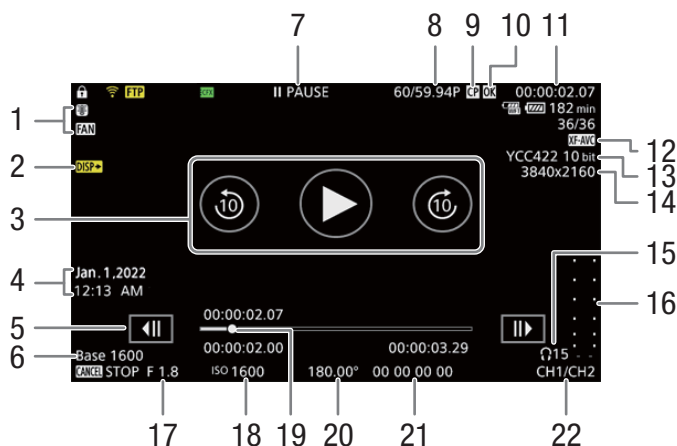 7 8 9 10 11
FTP CFX II PAUSE 60/59.94P CP OK 00:00:02.07
182 min
1
FAN
36/36
XF-AVC
12
2
DISP+
YCC422 10 bit
13
3840x2160
14
3
10 10
15
4
Jan. 1,2022
12:13 AM
16
5
00:00:02.07
00:00:02.00 00:00:03.29
6
Base 1600
15
CANCEL STOP F 1.8 ISO 1600 180.00° 00 00 00 00 CH1/CH2
17 18 19 20 21 22